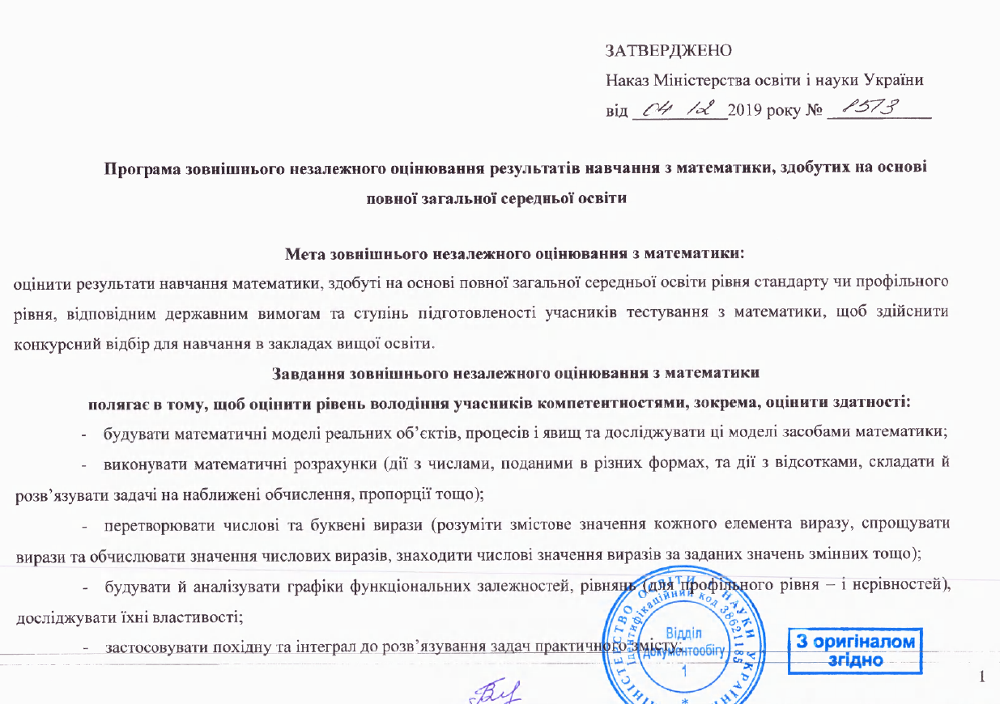 ЗАТВЕРДЖЕНО
Наказ Міністерства освіти і науки України
від 04 12 2019 року № 1513
Програма зовнішнього незалежного оцінювання результатів навчання з математики, здобутих на основі
повної загальної середньої освіти
Мета зовнішнього незалежного оцінювання з математики:
оцінити результати навчання математики, здобуті на основі повної загальної середньої освіти рівня стандарту чи профільного
рівня, відповідним державним вимогам та ступінь підготовленості учасників тестування з математики, щоб здійснити
конкурсний відбір для навчання в закладах вищої освіти.
Завдання зовнішнього незалежного оцінювання з математики
полягає в тому, щоб оцінити рівень володіння учасників компетентностями, зокрема, оцінити здатності:
- будувати математичні моделі реальних об’єктів, процесів і явищ та досліджувати ці моделі засобами математики;
- виконувати математичні розрахунки (дії з числами, поданими в різних формах, та дії з відсотками, складати й
розв’язувати задачі на наближені обчислення, пропорції тощо);
- перетворювати числові та буквені вирази (розуміти змістове значення кожного елемента виразу, спрощувати
вирази та обчислювати значення числових виразів, знаходити числові значення виразів за заданих значень змінних тощо);
- будувати й аналізувати графіки функціональних залежностей, рівнянь (для профільного рівня – і нерівностей),
досліджувати їхні властивості;
- застосовувати похідну та інтеграл до розв’язування задач практичного змісту;
МІНІСТЕРСТВО ОСВІТИ І НАУКИ УКРАЇНИ
Ідентифікаційний код 38621185
Відділ
документообігу
1
*
З оригіналом
згідно
1